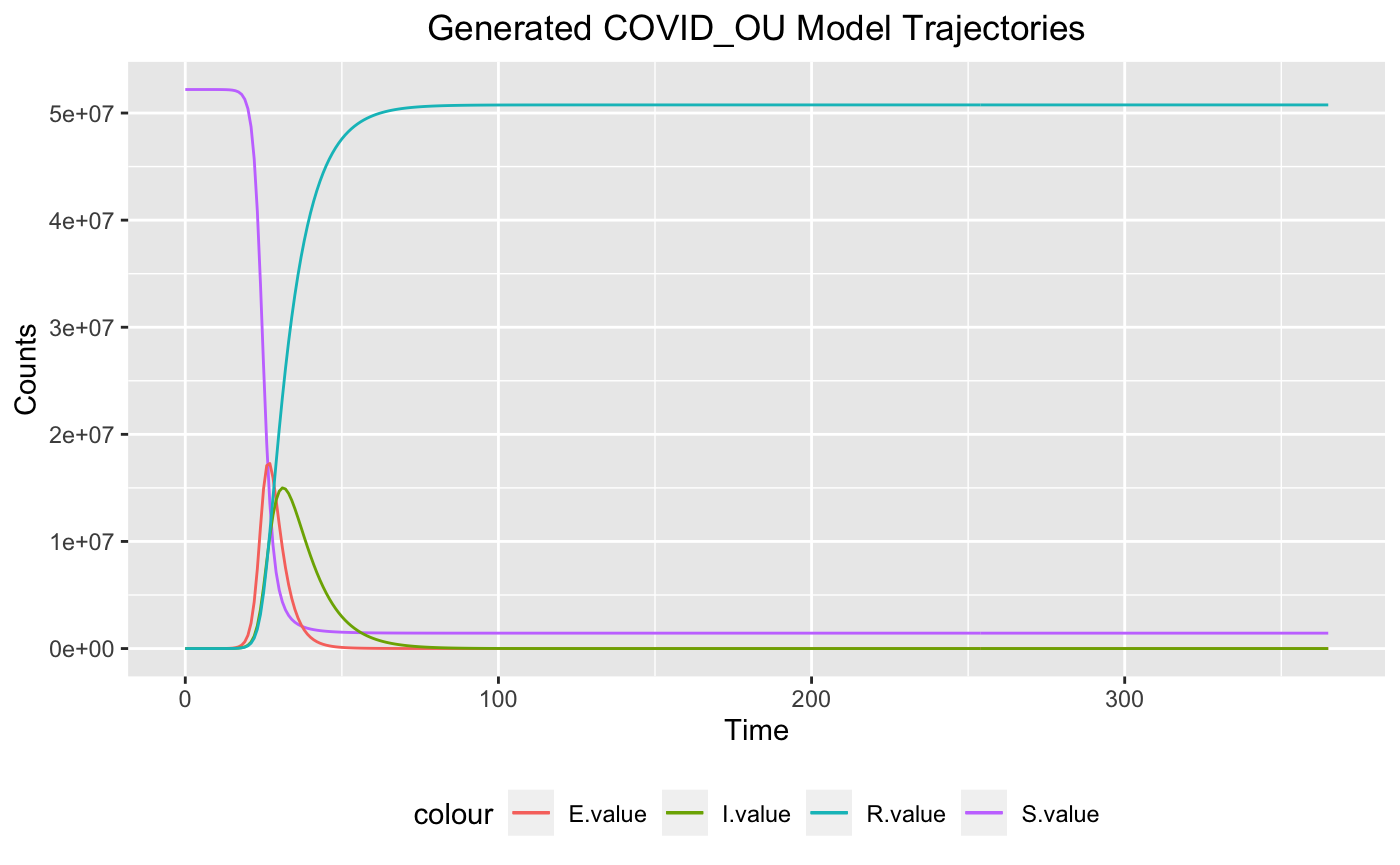 Generated COVID_OU Model Trajectories
Counts
5e+07
4e+07
3e+07
2e+07
1e+07
0e+00
0 100 200 300
Time
colour E.value I.value R.value S.value